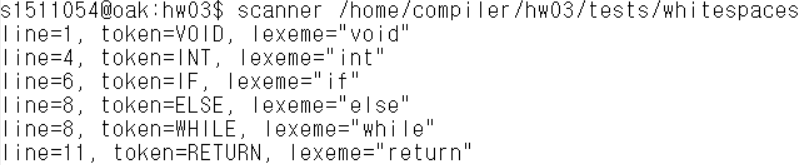 s1511054@oak:hw03$ scanner /home/compiler/hw03/tests/whitespaces
line=1, token=VOID, lexeme="void"
line=4, token=INT, lexeme="int"
line=6, token=IF, lexeme="if"
line=8, token=ELSE, lexeme="else"
line=8, token=WHILE, lexeme="while"
line=11, token=RETURN, lexeme="return"